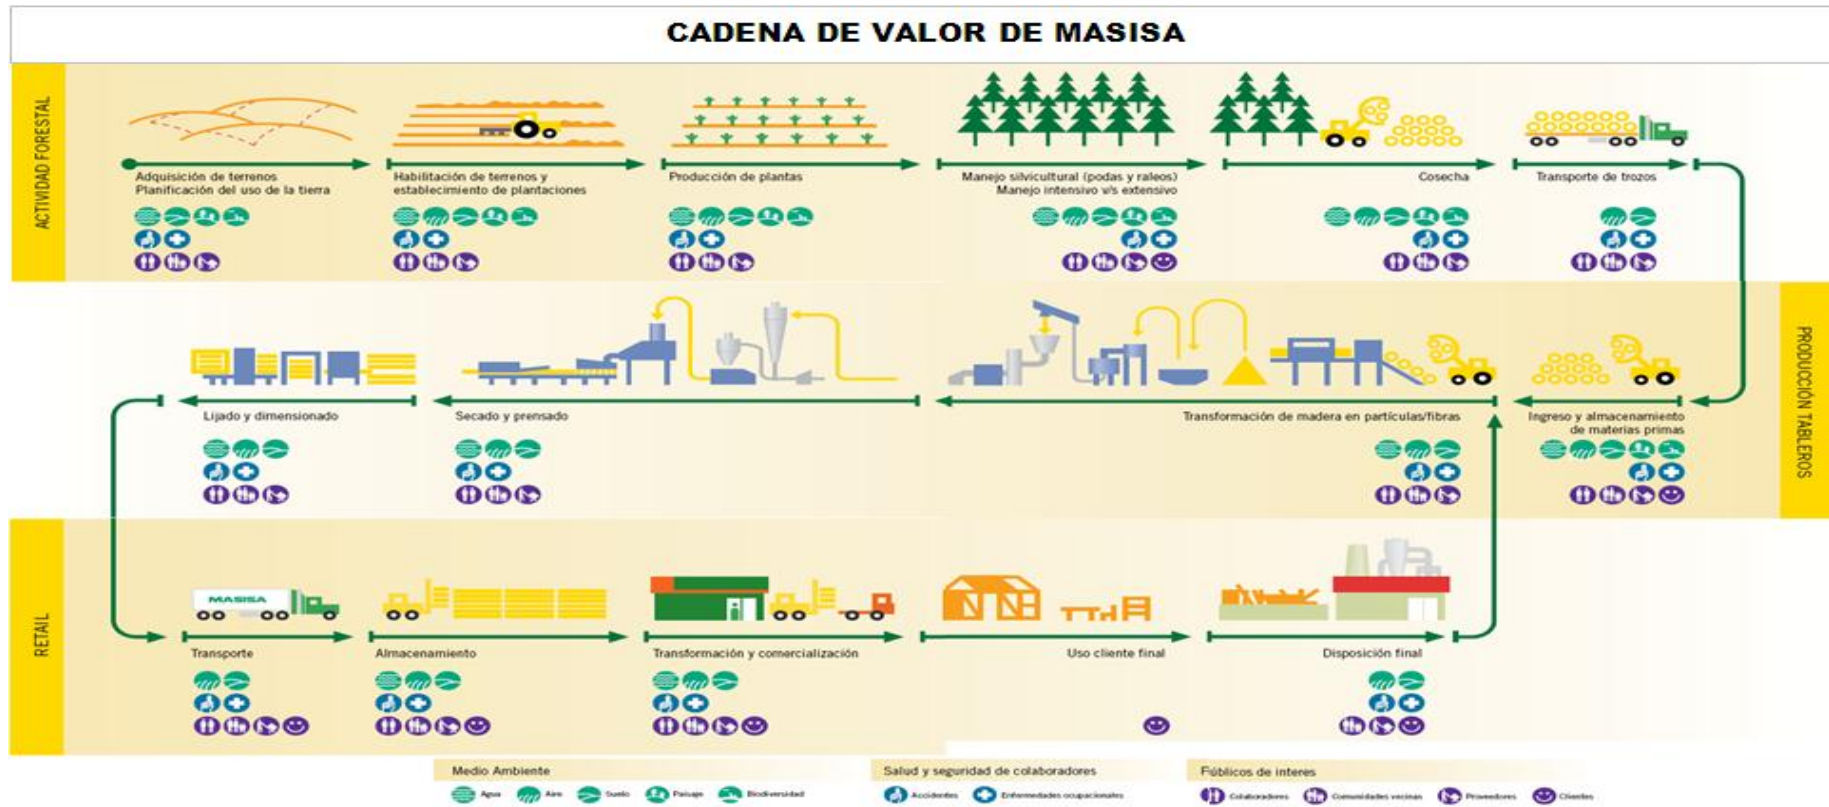 CADENA DE VALOR DE MASISA
ACTIVIDAD FORESTAL
Adquisición de terrenos
Planificación del uso de la tierra
Habilitación de terrenos y
establecimiento de plantaciones
Producción de plantas
Manejo silvicultural (podas y raleos)
Manejo intensivo v/s extensivo
Cosecha
Transporte de trozos
PRODUCCIÓN TABLEROS
Lijado y dimensionado
Secado y prensado
Transformación de madera en partículas/fibras
Ingreso y almacenamiento
de materias primas
RETAIL
MASISA
Transporte
Almacenamiento
Transformación y comercialización
Uso cliente final
Disposición final
Medio Ambiente
Agua
Aire
Suelo
Paisaje
Biodiversidad
Salud y seguridad de colaboradores
Accidentes
Enfermedades ocupacionales
Públicos de interes
Colaboradores
Comunidades vecinas
Proveedores
Clientes